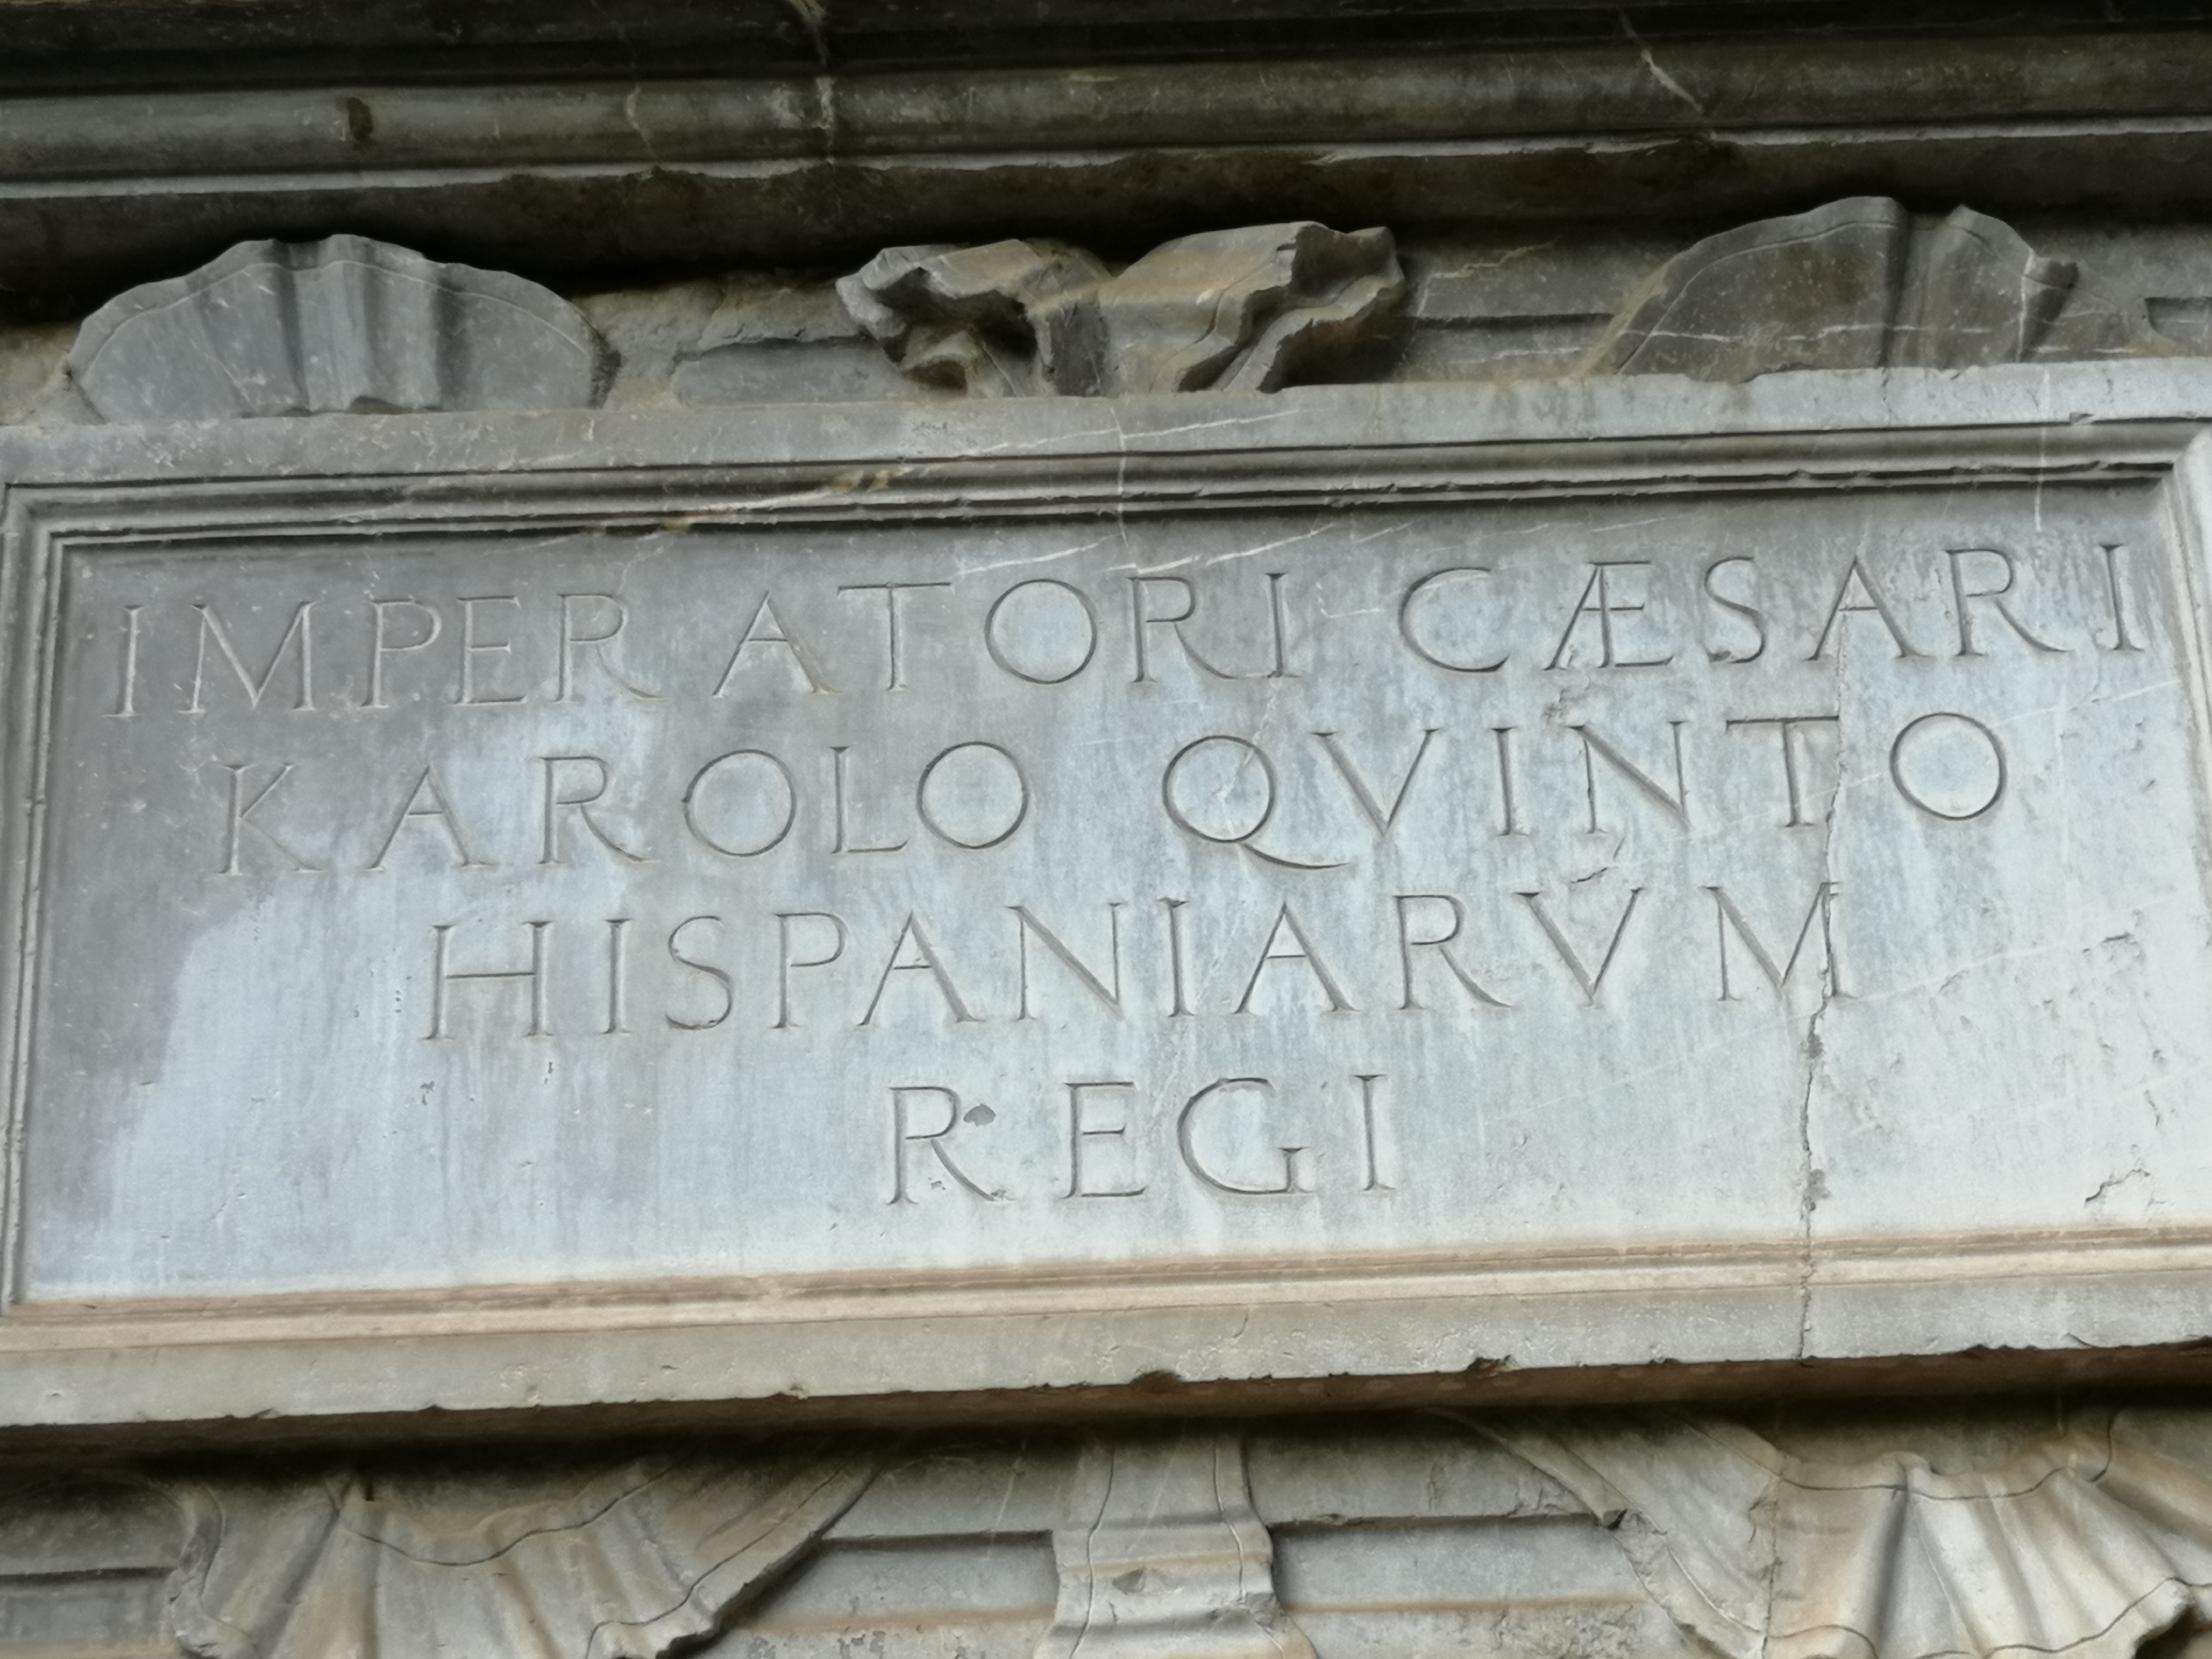 IMPERATORI CÆSARI
KAROLO QVINTO
HISPANIARVM
REGI